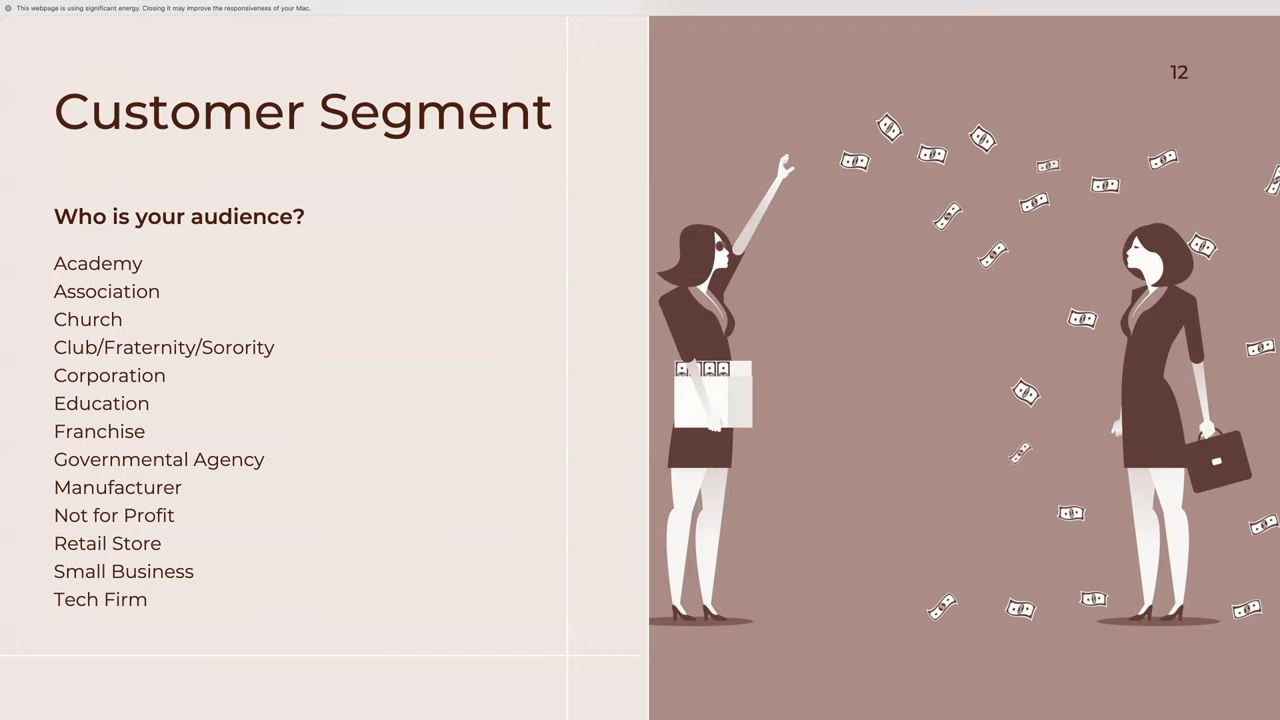 This webpage is using significant energy. Closing it may improve the responsiveness of your Mac.
12
Customer Segment
Who is your audience?
Academy
Association
Church
Club/Fraternity/Sorority
Corporation
Education
Franchise
Governmental Agency
Manufacturer
Not for Profit
Retail Store
Small Business
Tech Firm